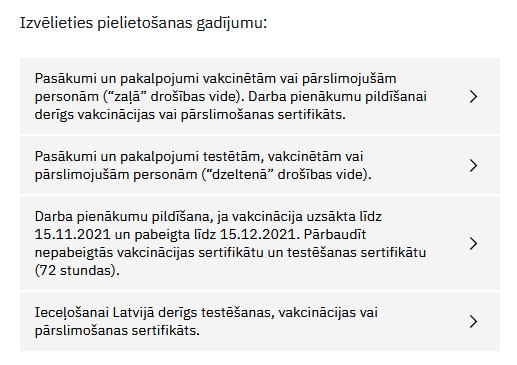 Izvēlieties pielietošanas gadījumu:
Pasākumi un pakalpojumi vakcinētām vai pārslimojušām
personām (“zaļā” drošības vide). Darba pienākumu pildīšanai
derīgs vakcinācijas vai pārslimošanas sertifikāts.
Pasākumi un pakalpojumi testētām, vakcinētām vai
pārslimojušām personām (“dzeltenā” drošības vide).
Darba pienākumu pildīšana, ja vakcinācija uzsākta līdz
15.11.2021 un pabeigta līdz 15.12.2021. Pārbaudīt
nepabeigtās vakcinācijas sertifikātu un testēšanas sertifikātu
(72 stundas).
Ieceļošanai Latvijā derīgs testēšanas, vakcinācijas vai
pārslimošanas sertifikāts.